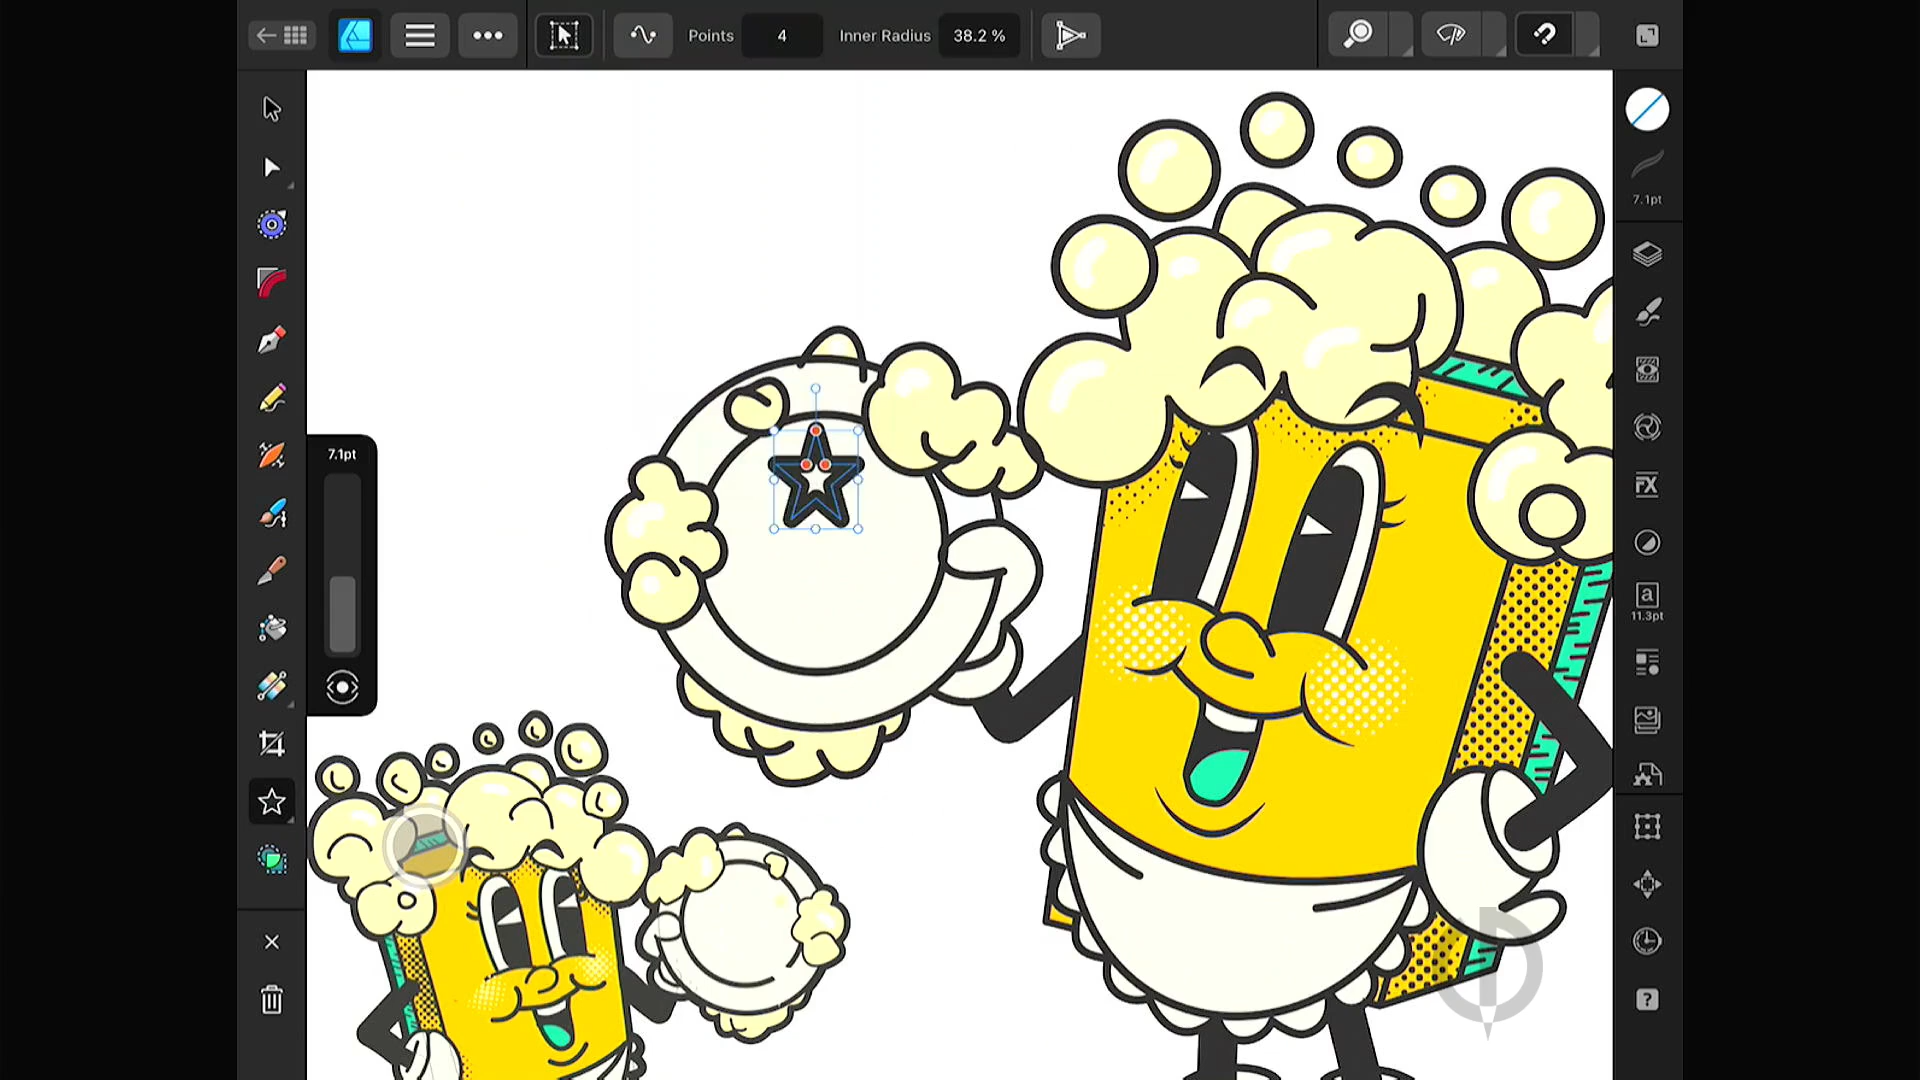 Points 4 Inner Radius 38.2 %
7.1pt
7.1pt
FX
a
11.3pt
?